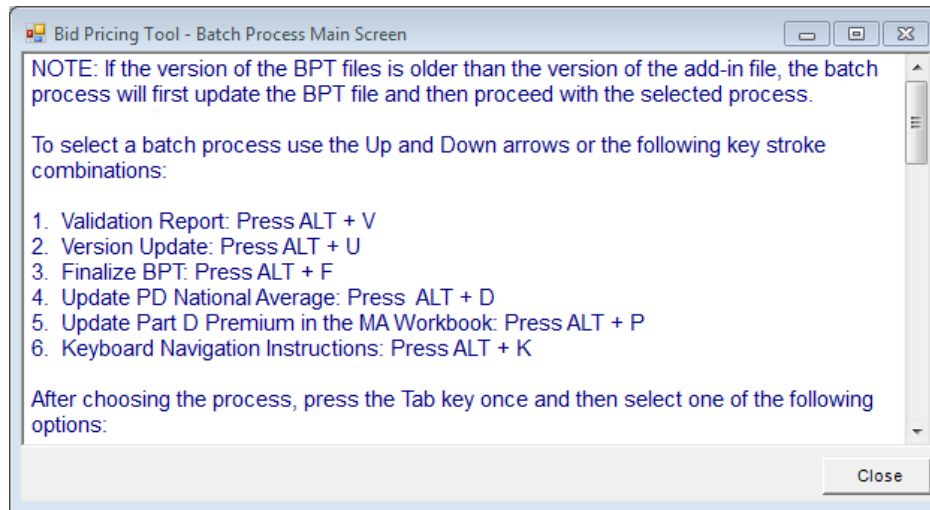 Bid Pricing Tool - Batch Process Main Screen
NOTE: If the version of the BPT files is older than the version of the add-in file, the batch
process will first update the BPT file and then proceed with the selected process.
To select a batch process use the Up and Down arrows or the following key stroke
combinations:
1. Validation Report: Press ALT + V
2. Version Update: Press ALT + U
3. Finalize BPT: Press ALT + F
4. Update PD National Average: Press ALT + D
5. Update Part D Premium in the MA Workbook: Press ALT + P
6. Keyboard Navigation Instructions: Press ALT + K
After choosing the process, press the Tab key once and then select one of the following
options:
Close